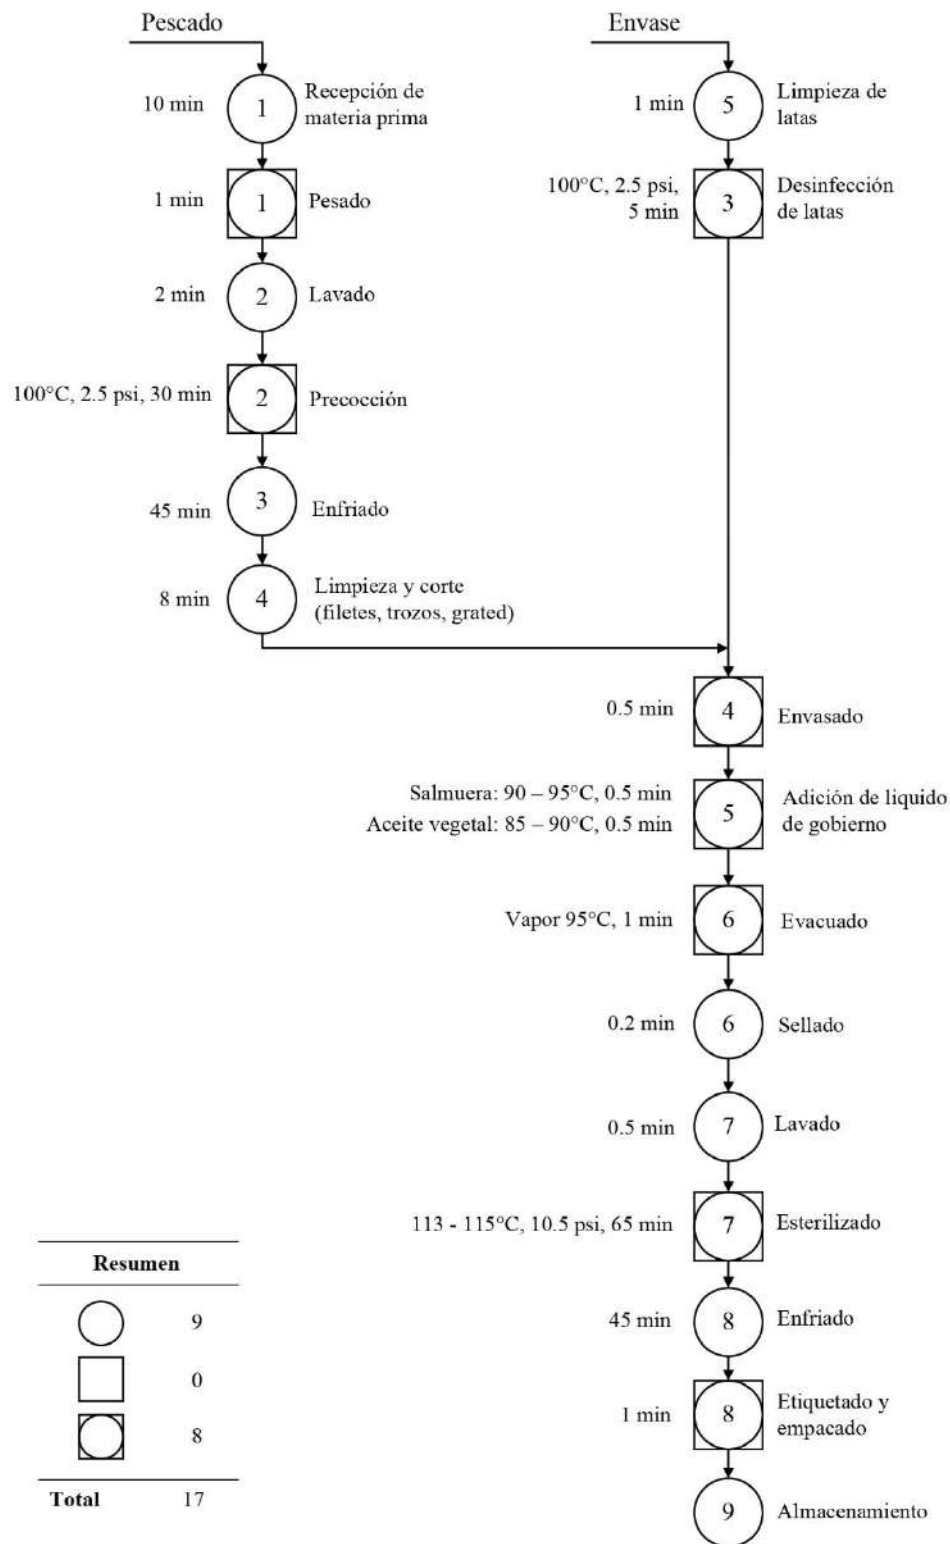 Pescado
10 min
1
Recepción de
materia prima
1 min
1
Pesado
2 min
2
Lavado
100°C, 2.5 psi, 30 min
2
Precocción
45 min
3
Enfriado
8 min
4
Limpieza y corte
(filetes, trozos, grated)
Envase
1 min
5
Limpieza de
latas
100°C, 2.5 psi,
5 min
3
Desinfección
de latas
0.5 min
4
Envasado
Salmuera: 90 – 95°C, 0.5 min
Aceite vegetal: 85 – 90°C, 0.5 min
5
Adición de liquido
de gobierno
Vapor 95°C, 1 min
6
Evacuado
0.2 min
6
Sellado
0.5 min
7
Lavado
113 - 115°C, 10.5 psi, 65 min
7
Esterilizado
45 min
8
Enfriado
1 min
8
Etiquetado y
empacado
9
Almacenamiento
Resumen
9
0
8
Total 17